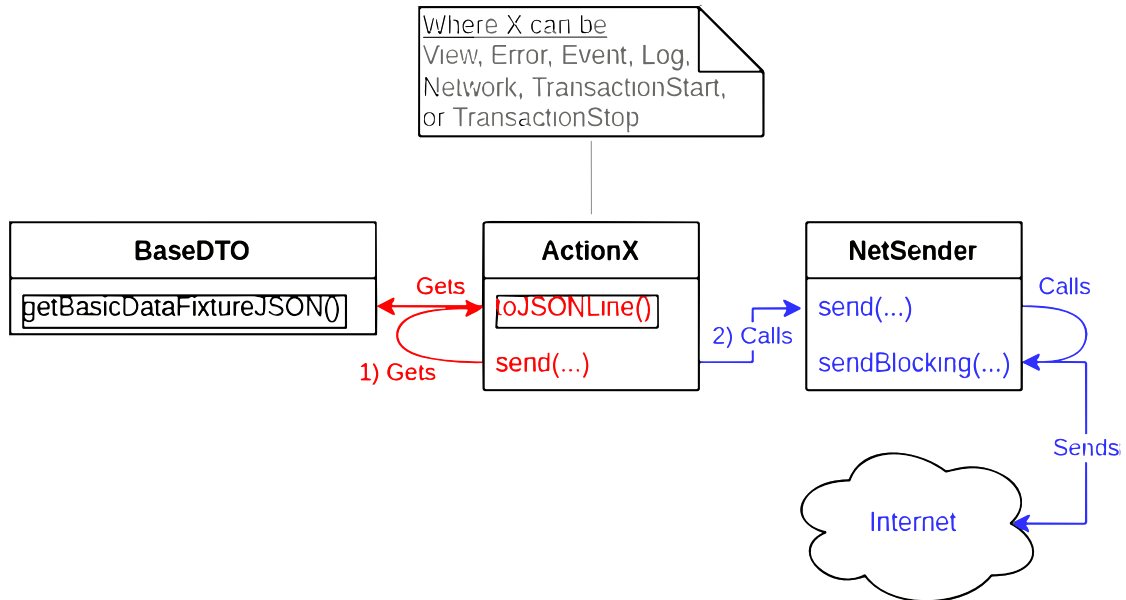 Where X can be
View, Error, Event, Log,
Network, TransactionStart,
or TransactionStop
BaseDTO
getBasicDataFixtureJSON()
Gets
1) Gets
ActionX
toJSONLine()
send(...)
2) Calls
NetSender
send(...)
sendBlocking(...)
Calls
Sends
Internet